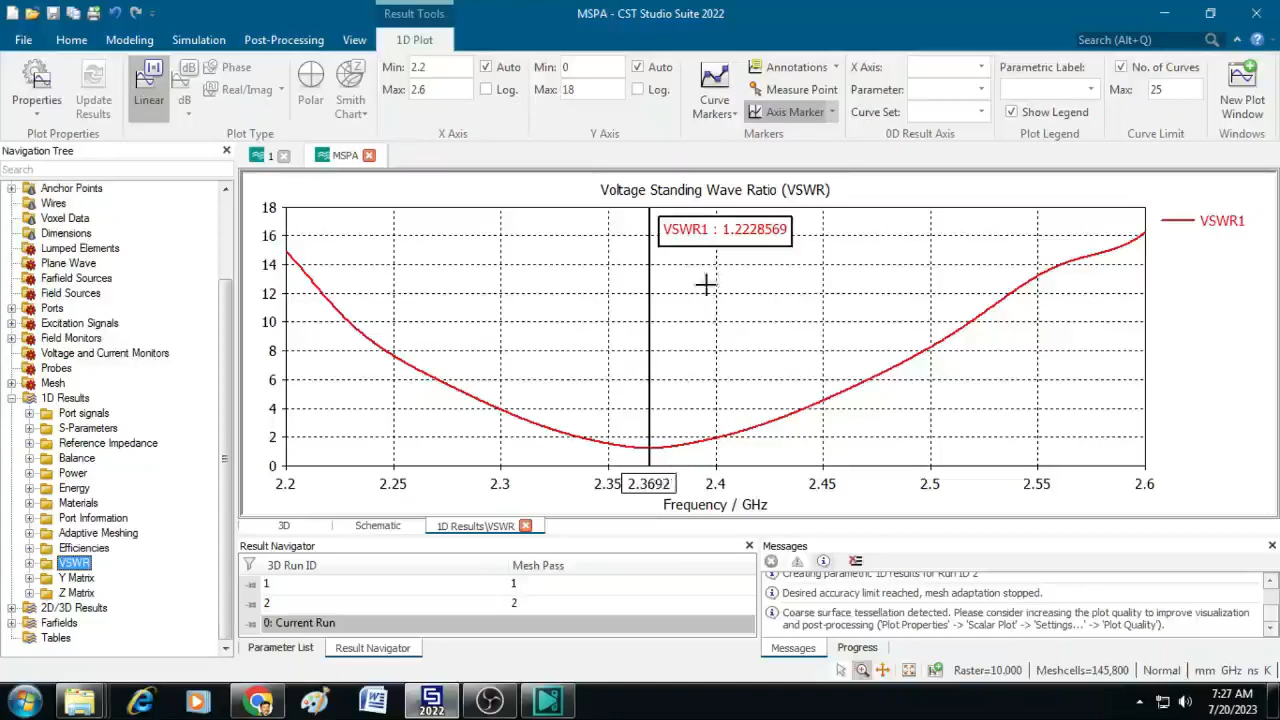 Result Tools
MSPA - CST Studio Suite 2022
File Home Modeling Simulation Post-Processing View 1D Plot Search (Alt+Q)
Properties
Update Results
Plot Properties
Linear
dB
Phase
Real/Imag
Polar
Smith Chart
Plot Type
Min: 2.2 Auto
Max: 2.6 Log.
X Axis
Min: 0 Auto
Max: 18 Log.
Y Axis
Curve Markers
Annotations
Measure Point
Axis Marker
Markers
X Axis:
Parameter:
Curve Set:
0D Result Axis
Parametric Label:
Show Legend
Plot Legend
No. of Curves
Max: 25
Curve Limit
New Plot Window
Windows
Navigation Tree
Search
Anchor Points
Wires
Voxel Data
Dimensions
Lumped Elements
Plane Wave
Farfield Sources
Field Sources
Ports
Excitation Signals
Field Monitors
Voltage and Current Monitors
Probes
Mesh
1D Results
Port signals
S-Parameters
Reference Impedance
Balance
Power
Energy
Materials
Port Information
Adaptive Meshing
Efficiencies
VSWR
Y Matrix
Z Matrix
2D/3D Results
Farfields
Tables
1 MSPA
Voltage Standing Wave Ratio (VSWR)
18
16
14
12
10
8
6
4
2
0
VSWR1 : 1.2228569
VSWR1
2.2 2.25 2.3 2.35 2.3692 2.4 2.45 2.5 2.55 2.6
Frequency / GHz
3D Schematic 1D Results\VSWR
Result Navigator
3D Run ID Mesh Pass
1 1
2 2
0: Current Run
Parameter List Result Navigator
Messages
Creating parametric 1D results for Run ID 2
Desired accuracy limit reached, mesh adaptation stopped.
Coarse surface tessellation detected. Please consider increasing the plot quality to improve visualization
and post-processing ('Plot Properties' -> 'Scalar Plot' -> 'Settings...' -> 'Plot Quality').
Messages Progress
Raster=10.000 Meshcells=145,800 Normal mm GHz ns K
2022
7:27 AM
7/20/2023